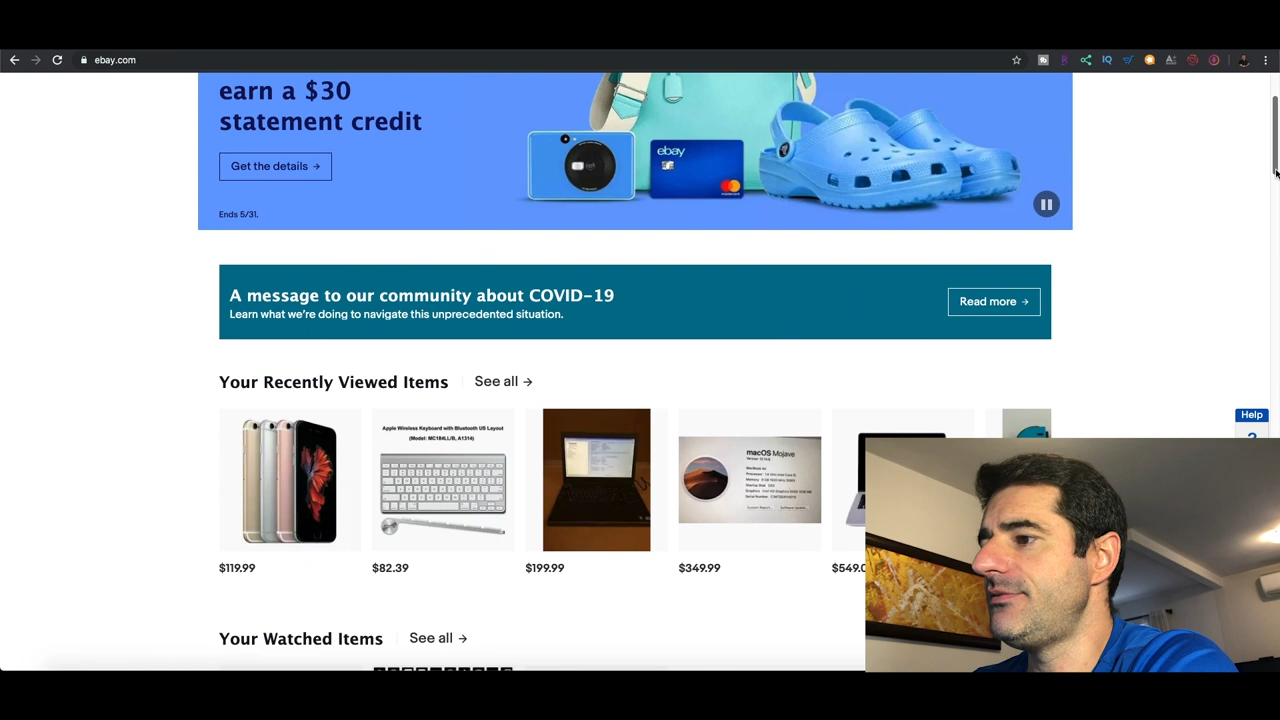 ebay.com
earn a $30
statement credit
Get the details →
Ends 5/31.
ebay
A message to our community about COVID-19
Learn what we're doing to navigate this unprecedented situation.
Read more →
Your Recently Viewed Items
See all →
Help
Apple Wireless Keyboard with Bluetooth US Layout
(Model: MC184LL/B, A1314)
macOS Mojave
$119.99
$82.39
$199.99
$349.99
Your Watched Items
See all →